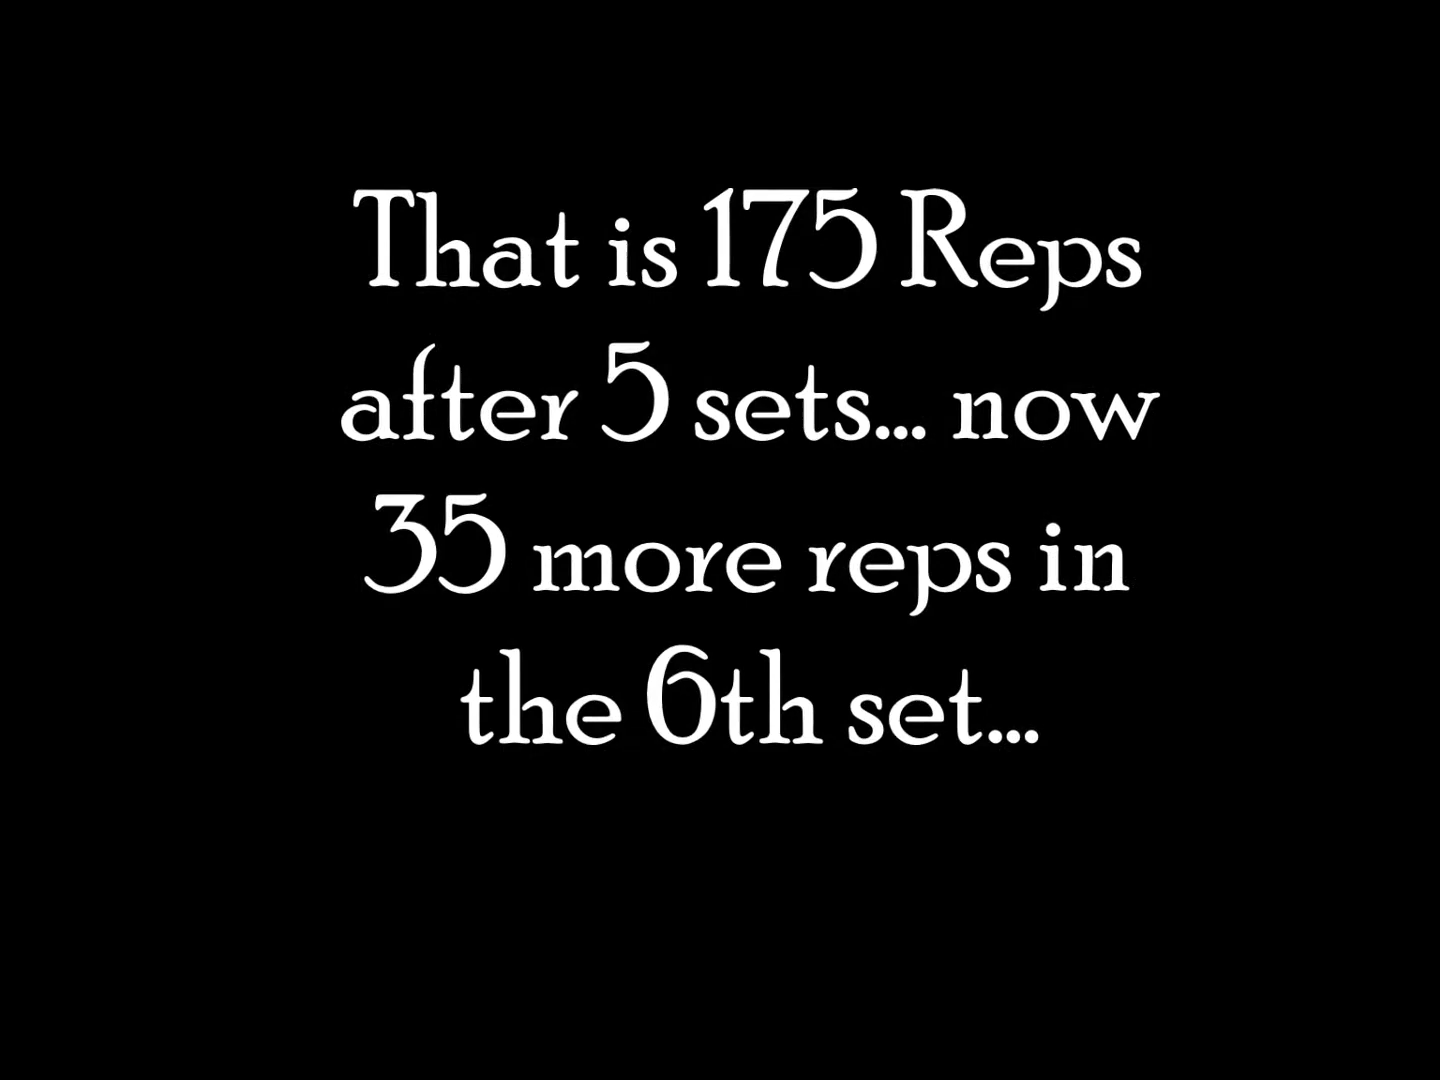 That is 175 Reps
after 5 sets... now
35 more reps in
the 6th set...